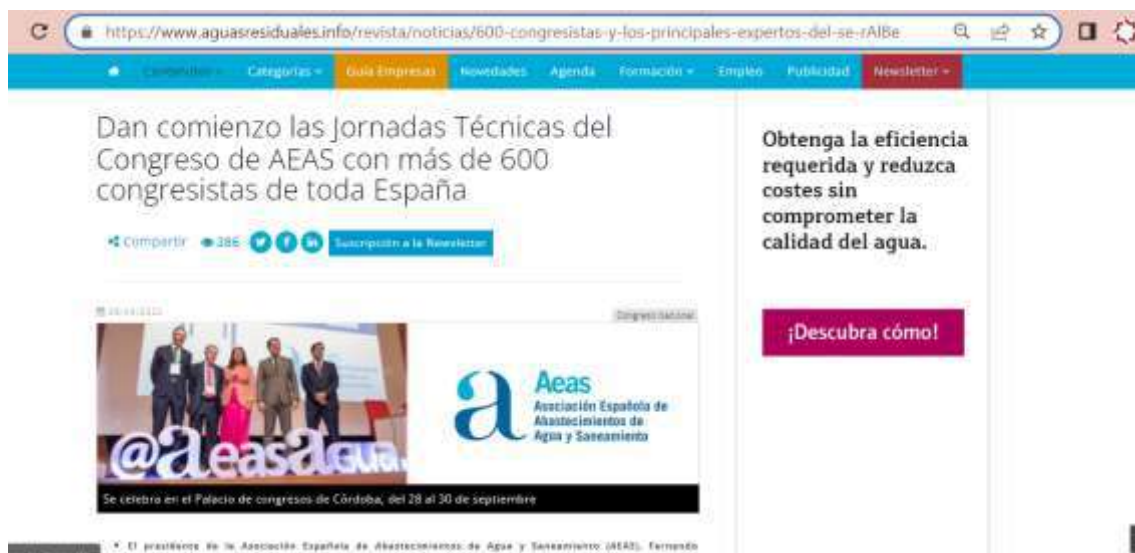 https://www.aguasresiduales.info/revista/noticias/600-congresistas-y-los-principales-expertos-del-se-rAlBe
Contenidos Categorías Guía Empresas Novedades Agenda Formación Empleo Publicidad Newsletter
Dan comienzo las Jornadas Técnicas del
Congreso de AEAS con más de 600
congresistas de toda España
Compartir 386 Suscripción a la Newsletter
Congreso Nacional
@aeasagua
Aeas
Asociación Española de
Abastecimientos de
Agua y Saneamiento
Se celebra en el Palacio de congresos de Córdoba, del 28 al 30 de septiembre
El presidente de la Asociación Española de Abastecimientos de Agua y Saneamiento (AEAS), Fernando
Obtenga la eficiencia
requerida y reduzca
costes sin
comprometer la
calidad del agua.
¡Descubra cómo!